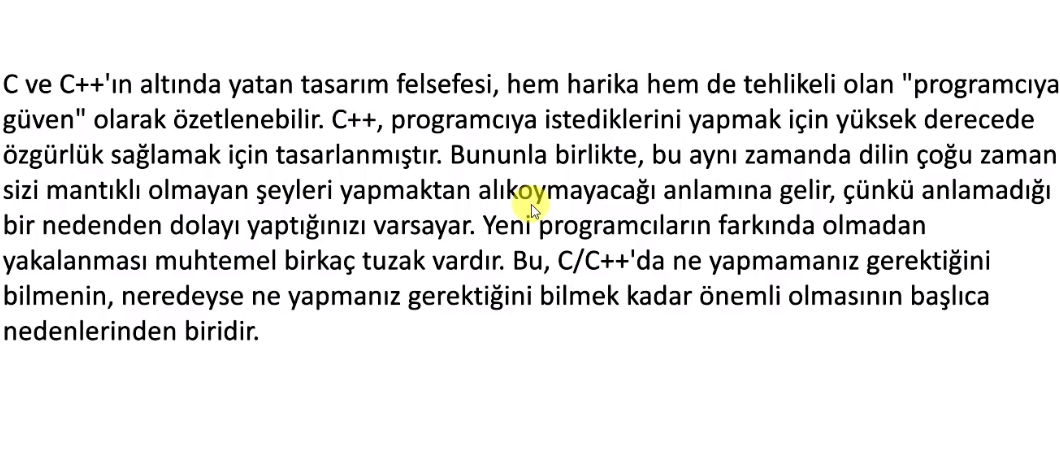 C ve C++'ın altında yatan tasarım felsefesi, hem harika hem de tehlikeli olan "programcıya
güven" olarak özetlenebilir. C++, programcıya istediklerini yapmak için yüksek derecede
özgürlük sağlamak için tasarlanmıştır. Bununla birlikte, bu aynı zamanda dilin çoğu zaman
sizi mantıklı olmayan şeyleri yapmaktan alıkoymayacağı anlamına gelir, çünkü anlamadığı
bir nedenden dolayı yaptığınızı varsayar. Yeni programcıların farkında olmadan
yakalanması muhtemel birkaç tuzak vardır. Bu, C/C++'da ne yapmamanız gerektiğini
bilmenin, neredeyse ne yapmanız gerektiğini bilmek kadar önemli olmasının başlıca
nedenlerinden biridir.